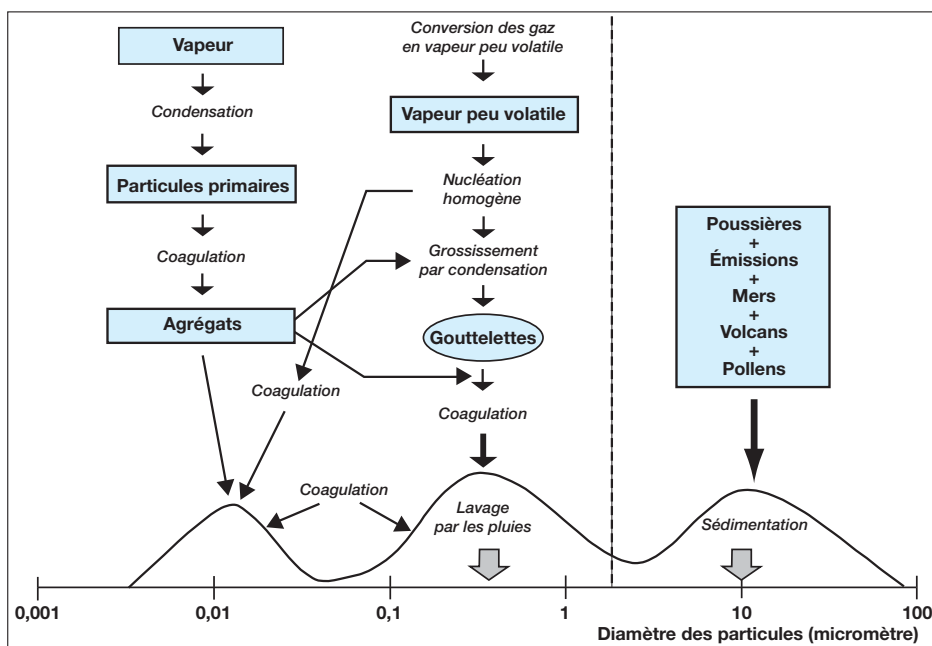 Vapeur
Condensation
Particules primaires
Coagulation
Agrégats
Conversion des gaz
en vapeur peu volatile
Vapeur peu volatile
Nucléation
homogène
Grossissement
par condensation
Gouttelettes
Coagulation
Coagulation
Coagulation
Lavage
par les pluies
Poussières
+
Émissions
+
Mers
+
Volcans
+
Pollens
Sédimentation
0,001
0,01
0,1
1
10
100
Diamètre des particules (micromètre)